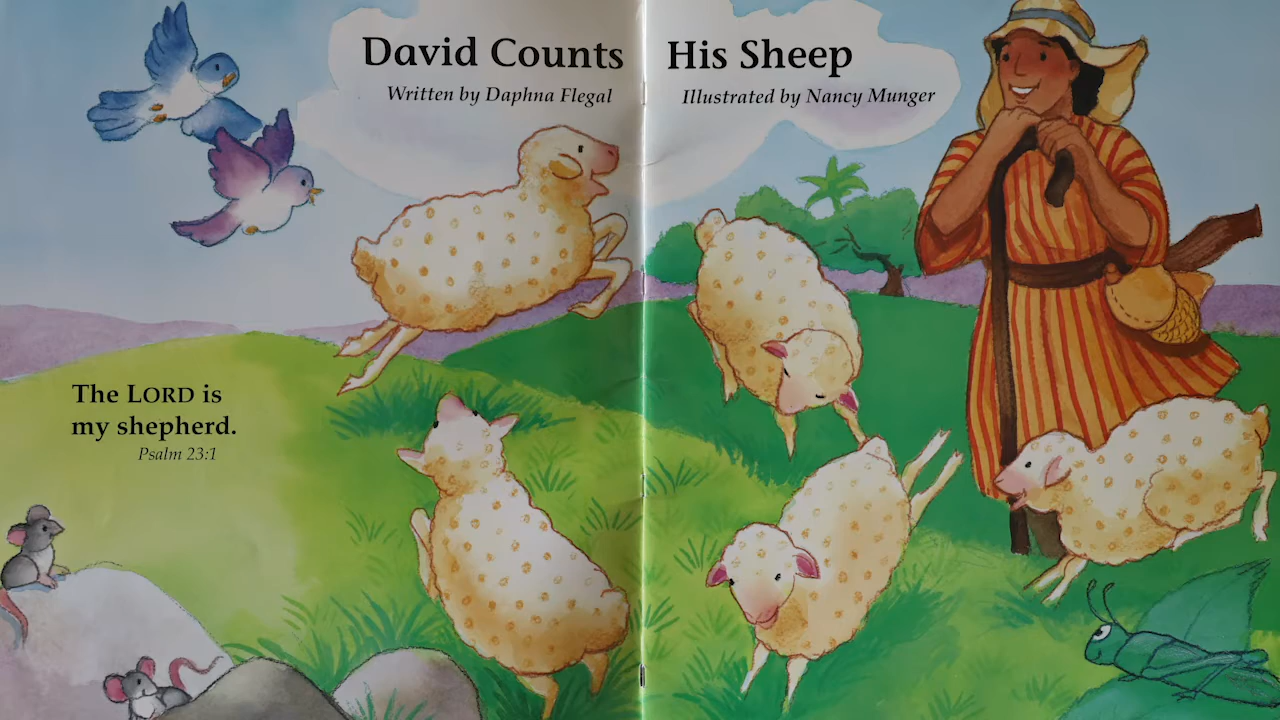 David Counts His Sheep
Written by Daphna Flegal
Illustrated by Nancy Munger
The LORD is
my shepherd.
Psalm 23:1